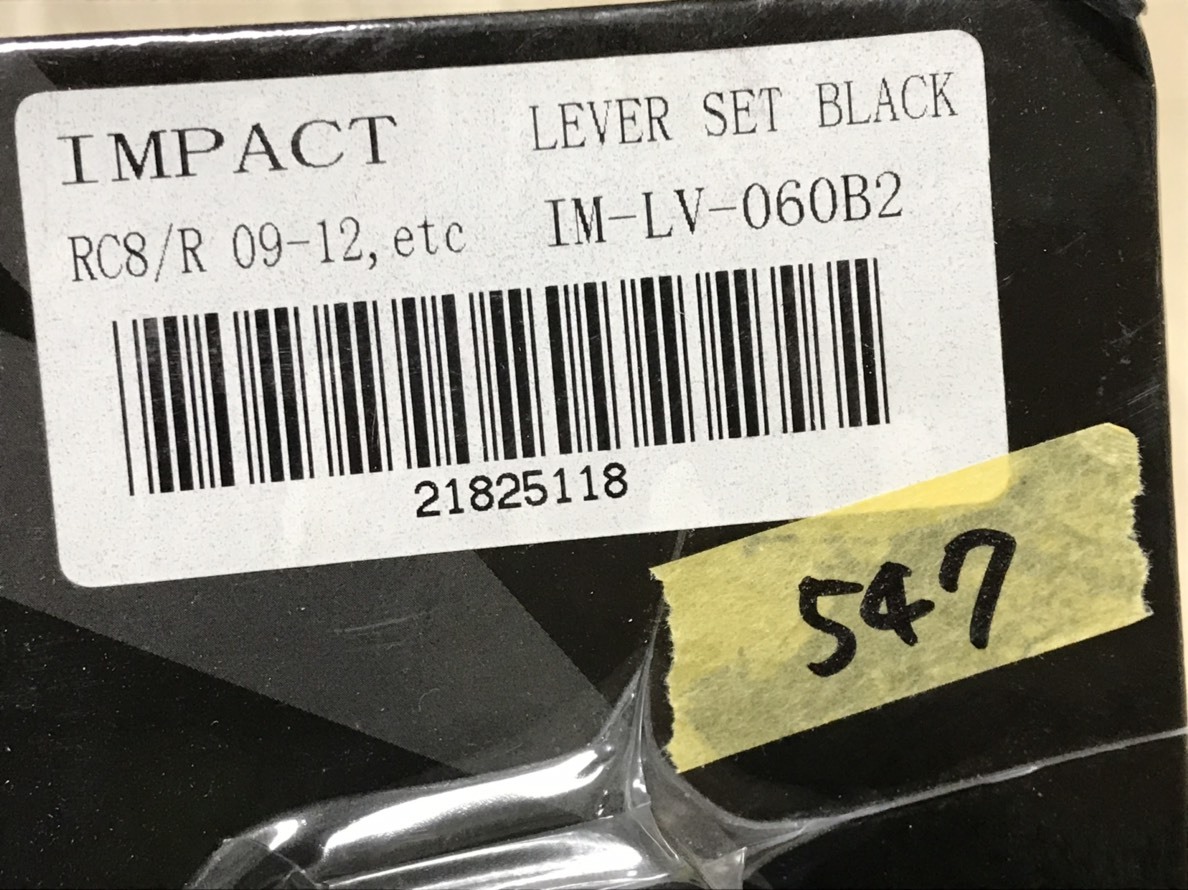 IMPACT LEVER SET BLACK
RC8/R 09-12, etc IM-LV-060B2
21825118
547